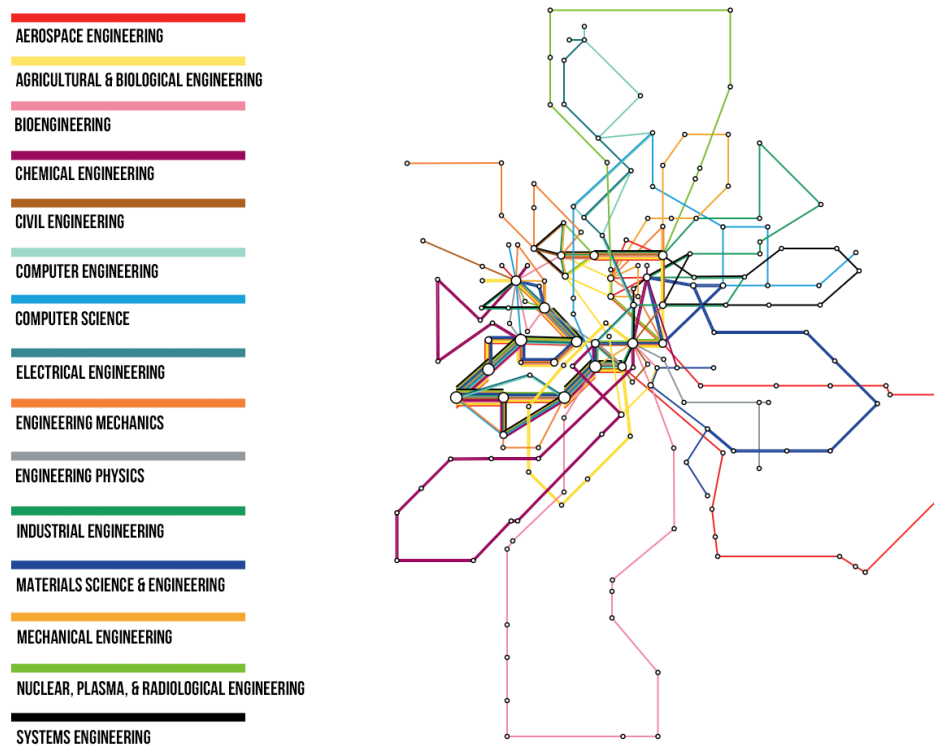 AEROSPACE ENGINEERING
AGRICULTURAL & BIOLOGICAL ENGINEERING
BIOENGINEERING
CHEMICAL ENGINEERING
CIVIL ENGINEERING
COMPUTER ENGINEERING
COMPUTER SCIENCE
ELECTRICAL ENGINEERING
ENGINEERING MECHANICS
ENGINEERING PHYSICS
INDUSTRIAL ENGINEERING
MATERIALS SCIENCE & ENGINEERING
MECHANICAL ENGINEERING
NUCLEAR, PLASMA, & RADIOLOGICAL ENGINEERING
SYSTEMS ENGINEERING